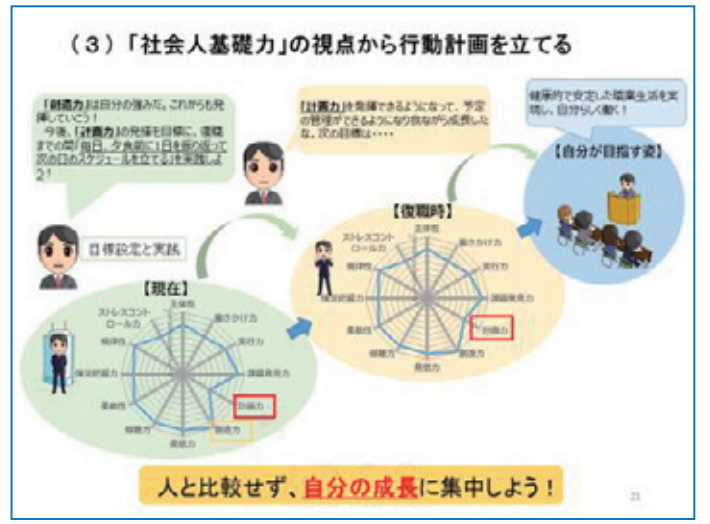 （３）「社会人基礎力」の視点から行動計画を立てる
「創造力」は自分の強みだ。これからも発
揮していこう！
今後、「計画力」の発揮を目標に、復職
までの間「毎日、夕食前に1日を振り返って
次の日のスケジュールを立てる」を実践しよ
う！
「計画力」を発揮できるようになって、予定
の管理ができるようになり我ながら成長した
な。次の目標は・・・・
健康的で安定した職業生活を実
現し、自分らしく働く！
【自分が目指す姿】
目標設定と実践
【復職時】
主体性
働きかけ力
実行力
課題発見力
計画力
創造力
発信力
傾聴力
柔軟性
情況把握力
規律性
ストレスコント
ロール力
【現在】
主体性
働きかけ力
実行力
課題発見力
計画力
創造力
発信力
傾聴力
柔軟性
情況把握力
規律性
ストレスコント
ロール力
人と比較せず、自分の成長に集中しよう！